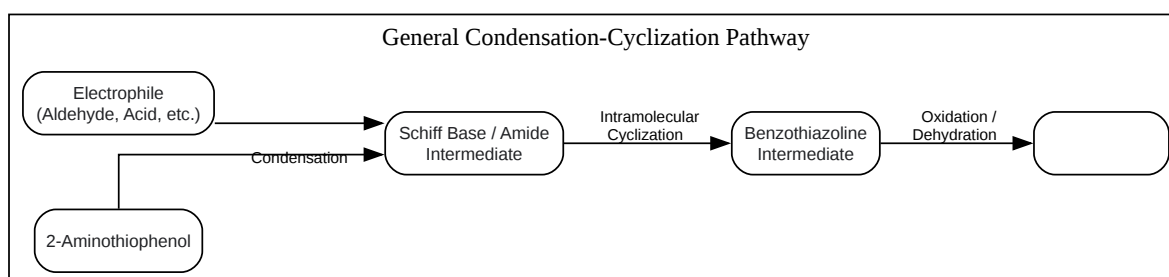 General Condensation-Cyclization Pathway
Electrophile
(Aldehyde, Acid, etc.)
Condensation
2-Aminothiophenol
Schiff Base / Amide
Intermediate
Intramolecular
Cyclization
Benzothiazoline
Intermediate
Oxidation /
Dehydration